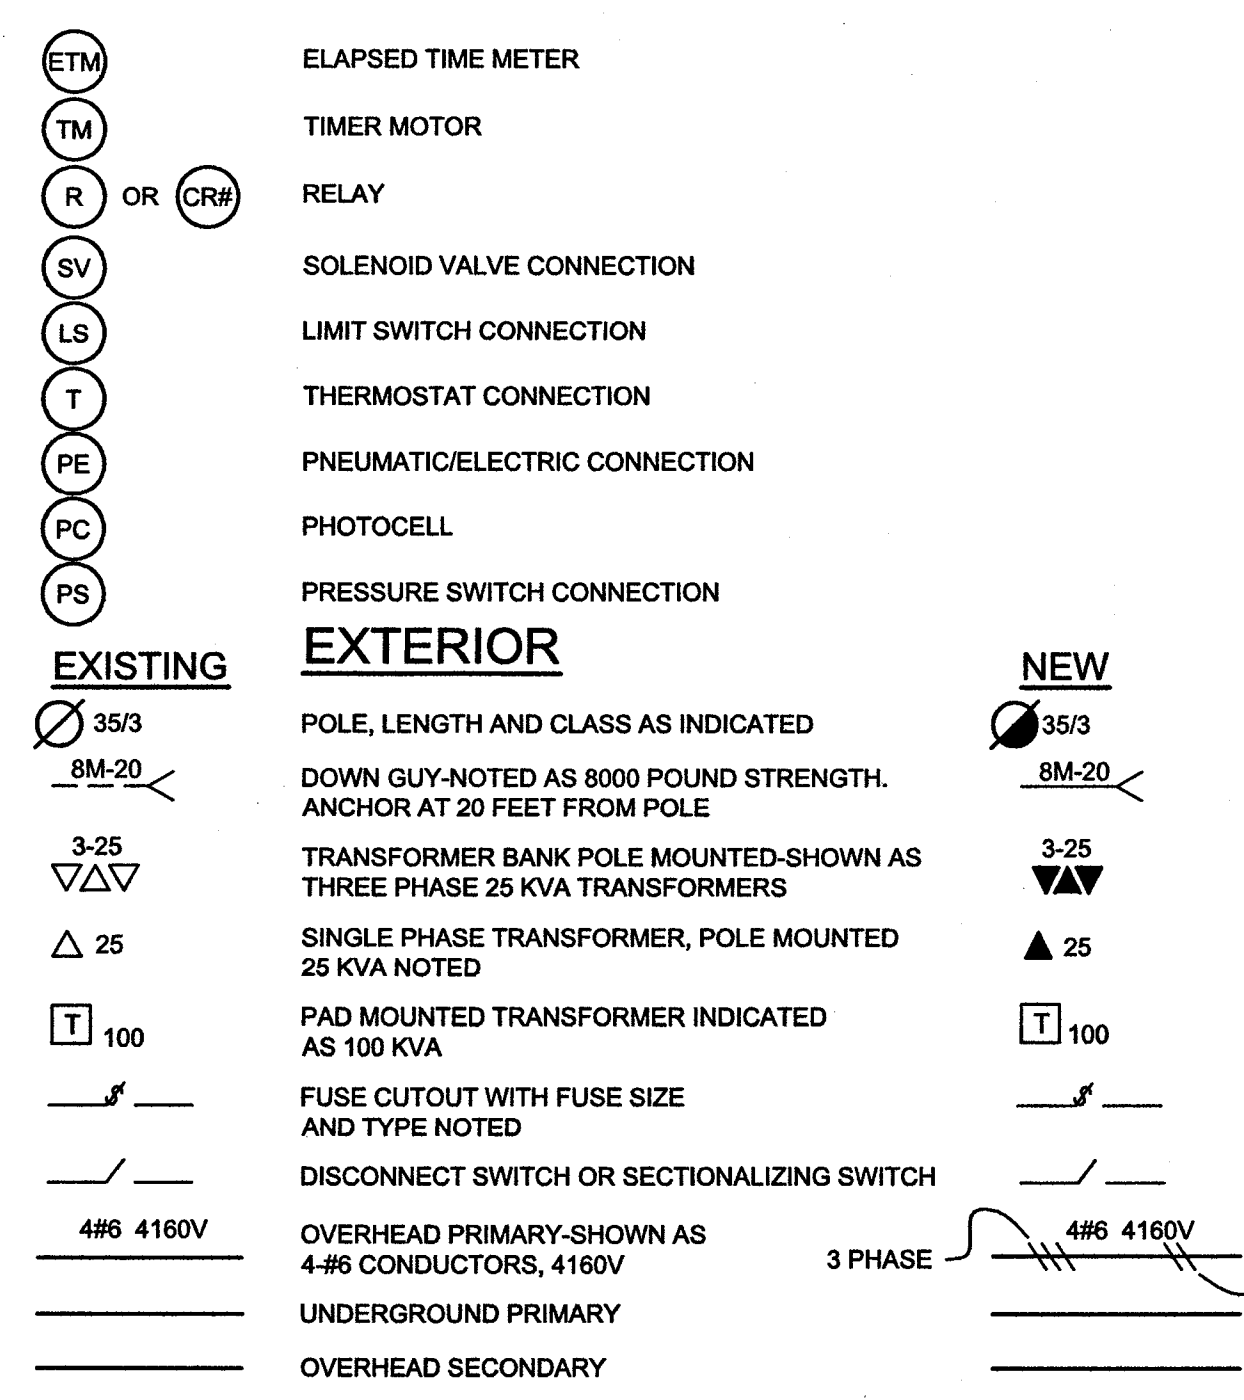 ETM ELAPSED TIME METER
TM TIMER MOTOR
R OR CR# RELAY
SV SOLENOID VALVE CONNECTION
LS LIMIT SWITCH CONNECTION
T THERMOSTAT CONNECTION
PE PNEUMATIC/ELECTRIC CONNECTION
PC PHOTOCELL
PS PRESSURE SWITCH CONNECTION
EXISTING EXTERIOR NEW
35/3 POLE, LENGTH AND CLASS AS INDICATED 35/3
8M-20 DOWN GUY-NOTED AS 8000 POUND STRENGTH. 8M-20
ANCHOR AT 20 FEET FROM POLE
3-25 TRANSFORMER BANK POLE MOUNTED-SHOWN AS 3-25
THREE PHASE 25 KVA TRANSFORMERS
25 SINGLE PHASE TRANSFORMER, POLE MOUNTED 25
25 KVA NOTED
T 100 PAD MOUNTED TRANSFORMER INDICATED T 100
AS 100 KVA
FUSE CUTOUT WITH FUSE SIZE
AND TYPE NOTED
DISCONNECT SWITCH OR SECTIONALIZING SWITCH
4#6 4160V OVERHEAD PRIMARY-SHOWN AS 4#6 4160V
4-#6 CONDUCTORS, 4160V 3 PHASE
UNDERGROUND PRIMARY
OVERHEAD SECONDARY